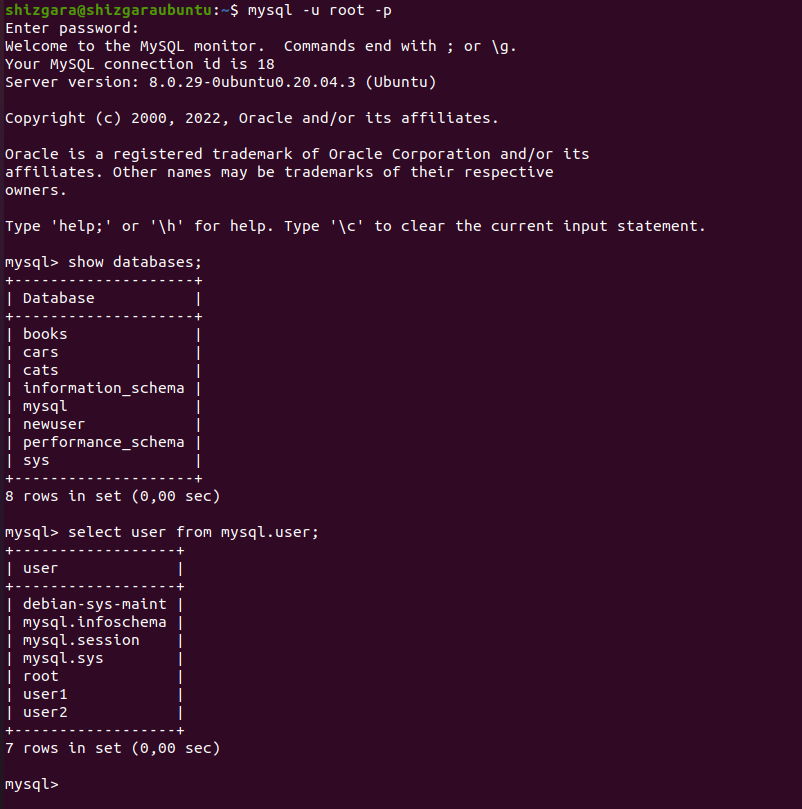 shizgara@shizgaraubuntu:~$ mysql -u root -p
Enter password:
Welcome to the MySQL monitor.  Commands end with ; or \g.
Your MySQL connection id is 18
Server version: 8.0.29-0ubuntu0.20.04.3 (Ubuntu)

Copyright (c) 2000, 2022, Oracle and/or its affiliates.

Oracle is a registered trademark of Oracle Corporation and/or its
affiliates. Other names may be trademarks of their respective
owners.

Type 'help;' or '\h' for help. Type '\c' to clear the current input statement.

mysql> show databases;
+--------------------+
| Database           |
+--------------------+
| books              |
| cars               |
| cats               |
| information_schema |
| mysql              |
| newuser            |
| performance_schema |
| sys                |
+--------------------+
8 rows in set (0,00 sec)

mysql> select user from mysql.user;
+------------------+
| user             |
+------------------+
| debian-sys-maint |
| mysql.infoschema |
| mysql.session    |
| mysql.sys        |
| root             |
| user1            |
| user2            |
+------------------+
7 rows in set (0,00 sec)

mysql>